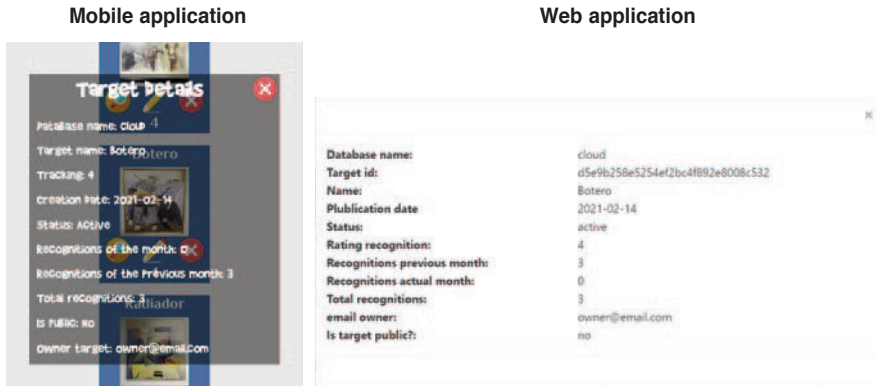 Mobile application
Web application
Target Details
4
Database name: Cloud
Target name: Botero
Botero
Tracking: 4
Creation Date: 2021-02-14
Status: Active
Recognitions of the month: 0
Recognitions of the Previous month: 3
Total recognitions: 3
Radiador
Is Public: no
Owner target: owner@email.com
×
Database name: cloud
Target id: d5e9b258e5254ef2bc4f892e8008c532
Name: Botero
Plublication date 2021-02-14
Status: active
Rating recognition: 4
Recognitions previous month: 3
Recognitions actual month: 0
Total recognitions: 3
email owner: owner@email.com
Is target public?: no